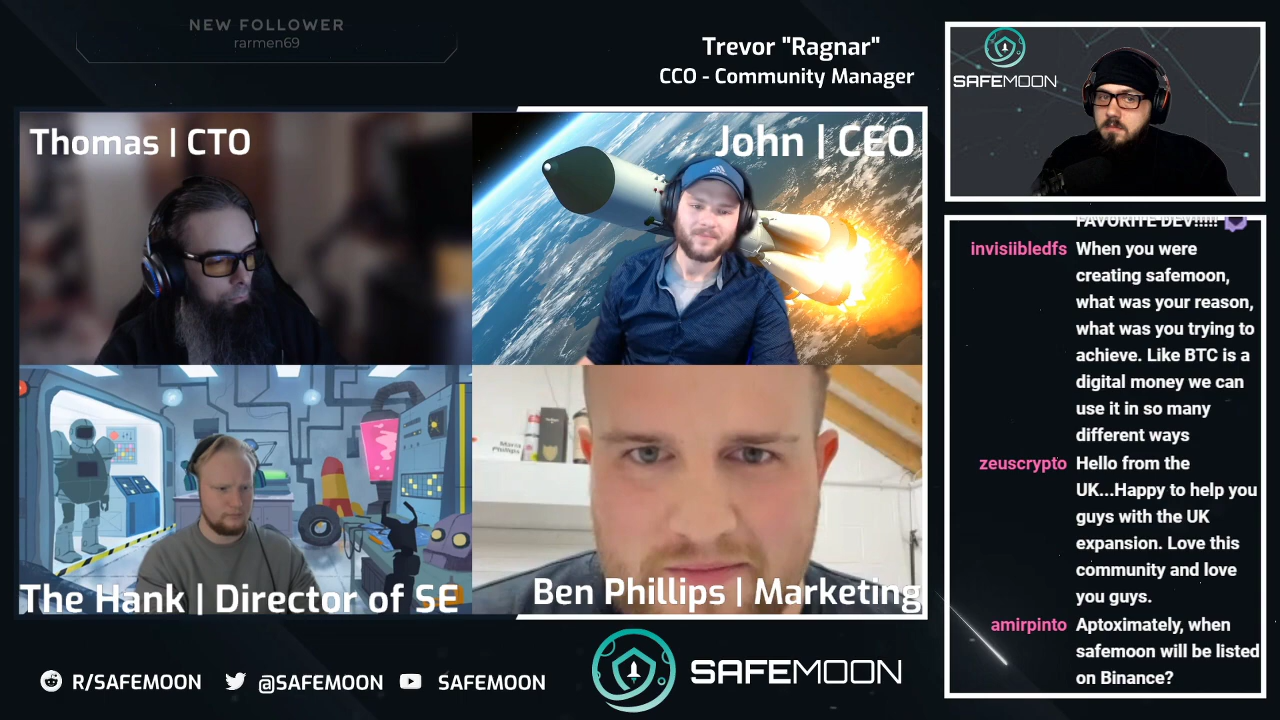 NEW FOLLOWER
rarmen69
Trevor "Ragnar"
CCO - Community Manager
SAFEMOON
Thomas | CTO
John | CEO
The Hank | Director of SE
Ben Phillips | Marketing
FAVORITE DEV!!!!!
invisiibledfs When you were
creating safemoon,
what was your reason,
what was you trying to
achieve. Like BTC is a
digital money we can
use it in so many
different ways
zeuscrypto Hello from the
UK...Happy to help you
guys with the UK
expansion. Love this
community and love
you guys.
amirpinto Aptoximately, when
safemoon will be listed
on Binance?
R/SAFEMOON
@SAFEMOON
SAFEMOON
SAFEMOON